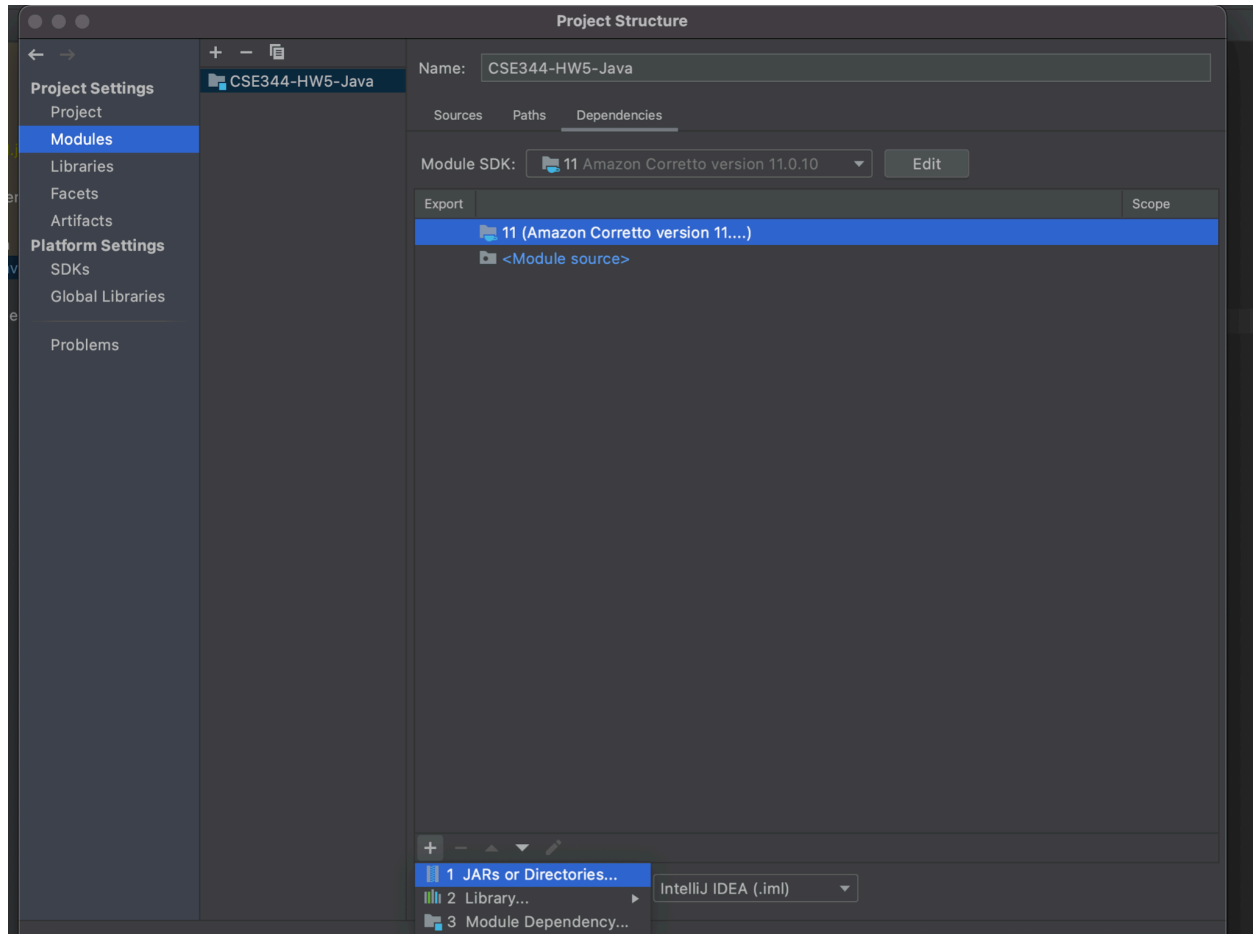 Project Structure
Project Settings
Project
Modules
Libraries
Facets
Artifacts
Platform Settings
SDKs
Global Libraries
Problems
CSE344-HW5-Java
Name: CSE344-HW5-Java
Sources Paths Dependencies
Module SDK: 11 Amazon Corretto version 11.0.10 Edit
Export Scope
11 (Amazon Corretto version 11....)
<Module source>
1 JARs or Directories...
2 Library...
3 Module Dependency...
IntelliJ IDEA (.iml)